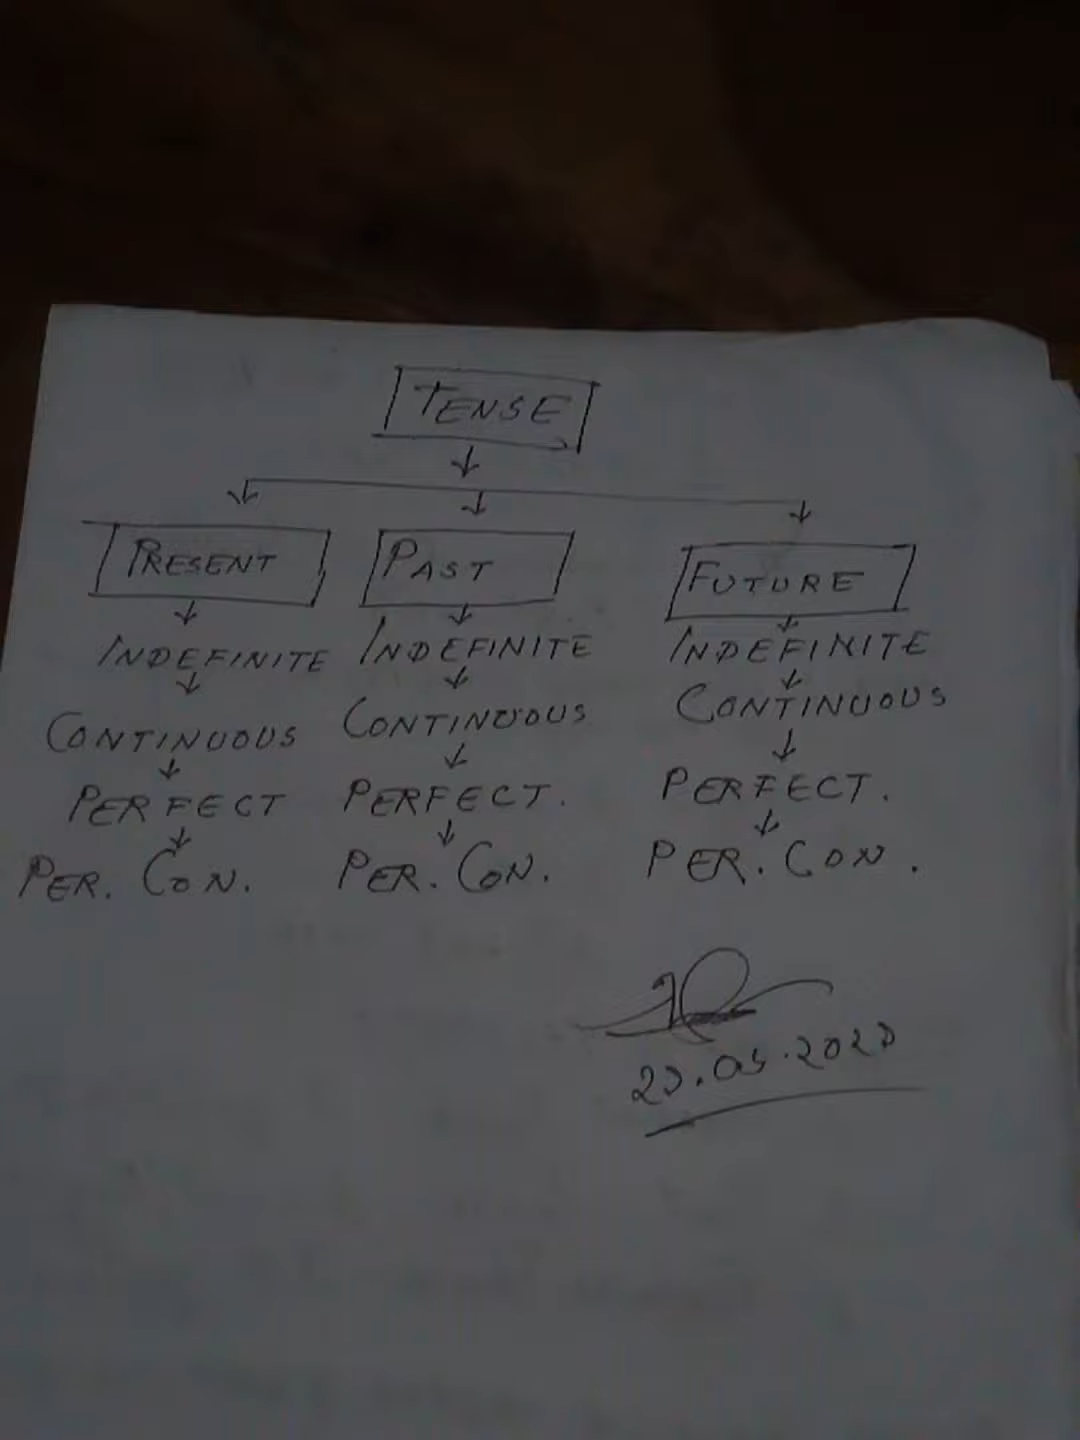 TENSE
PRESENT PAST FUTURE
INDEFINITE INDEFINITE INDEFINITE
CONTINUOUS CONTINUOUS CONTINUOUS
PERFECT PERFECT. PERFECT.
PER. CON. PER. CON. PER. CON.